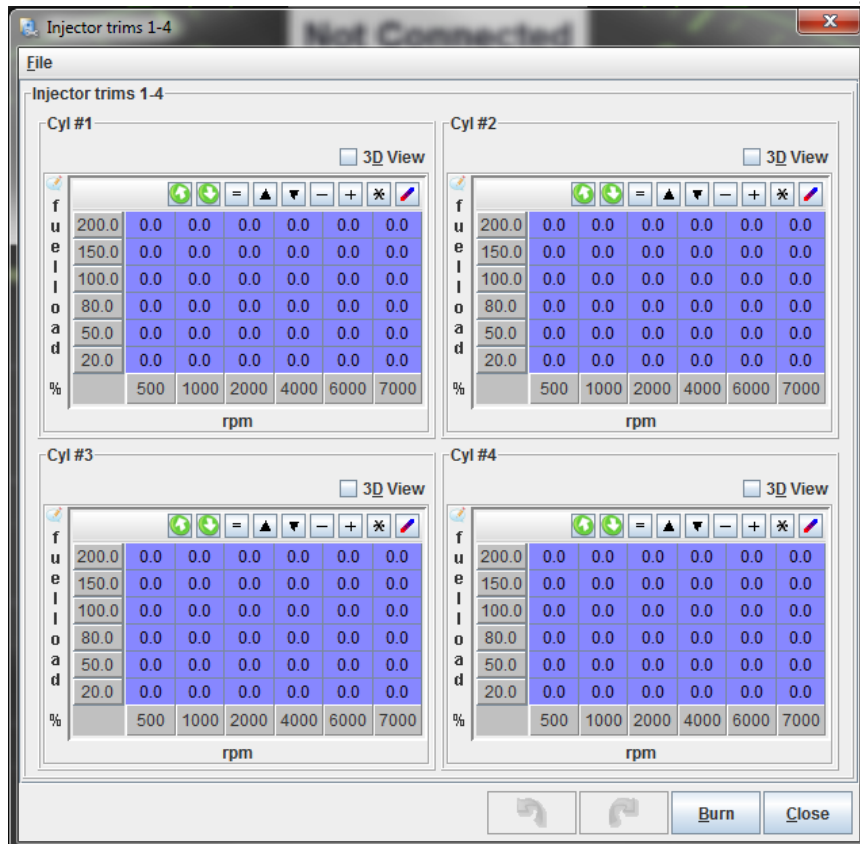 Injector trims 1-4
Not Connected
File
Injector trims 1-4
Cyl #1
3D View
= - + *
fuelload %
200.0 0.0 0.0 0.0 0.0 0.0 0.0
150.0 0.0 0.0 0.0 0.0 0.0 0.0
100.0 0.0 0.0 0.0 0.0 0.0 0.0
80.0 0.0 0.0 0.0 0.0 0.0 0.0
50.0 0.0 0.0 0.0 0.0 0.0 0.0
20.0 0.0 0.0 0.0 0.0 0.0 0.0
500 1000 2000 4000 6000 7000
rpm
Cyl #2
3D View
= - + *
fuelload %
200.0 0.0 0.0 0.0 0.0 0.0 0.0
150.0 0.0 0.0 0.0 0.0 0.0 0.0
100.0 0.0 0.0 0.0 0.0 0.0 0.0
80.0 0.0 0.0 0.0 0.0 0.0 0.0
50.0 0.0 0.0 0.0 0.0 0.0 0.0
20.0 0.0 0.0 0.0 0.0 0.0 0.0
500 1000 2000 4000 6000 7000
rpm
Cyl #3
3D View
= - + *
fuelload %
200.0 0.0 0.0 0.0 0.0 0.0 0.0
150.0 0.0 0.0 0.0 0.0 0.0 0.0
100.0 0.0 0.0 0.0 0.0 0.0 0.0
80.0 0.0 0.0 0.0 0.0 0.0 0.0
50.0 0.0 0.0 0.0 0.0 0.0 0.0
20.0 0.0 0.0 0.0 0.0 0.0 0.0
500 1000 2000 4000 6000 7000
rpm
Cyl #4
3D View
= - + *
fuelload %
200.0 0.0 0.0 0.0 0.0 0.0 0.0
150.0 0.0 0.0 0.0 0.0 0.0 0.0
100.0 0.0 0.0 0.0 0.0 0.0 0.0
80.0 0.0 0.0 0.0 0.0 0.0 0.0
50.0 0.0 0.0 0.0 0.0 0.0 0.0
20.0 0.0 0.0 0.0 0.0 0.0 0.0
500 1000 2000 4000 6000 7000
rpm
Burn
Close